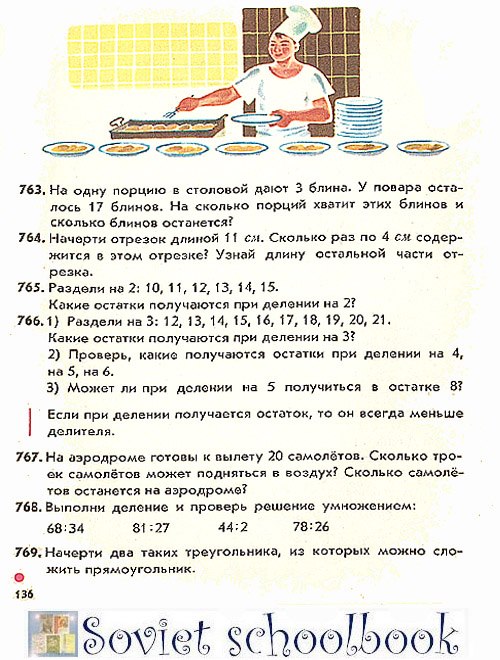 763. На одну порцию в столовой дают 3 блина. У повара оста-
лось 17 блинов. На сколько порций хватит этих блинов и
сколько блинов останется?
764. Начерти отрезок длиной 11 см. Сколько раз по 4 см содер-
жится в этом отрезке? Узнай длину остальной части от-
резка.
765. Раздели на 2: 10, 11, 12, 13, 14, 15.
Какие остатки получаются при делении на 2?
766. 1) Раздели на 3: 12, 13, 14, 15, 16, 17, 18, 19, 20, 21.
Какие остатки получаются при делении на 3?
2) Проверь, какие получаются остатки при делении на 4,
на 5, на 6.
3) Может ли при делении на 5 получиться в остатке 8?
Если при делении получается остаток, то он всегда меньше
делителя.
767. На аэродроме готовы к вылету 20 самолётов. Сколько тро-
ек самолётов может подняться в воздух? Сколько самолё-
тов останется на аэродроме?
768. Выполни деление и проверь решение умножением:
68:34 81:27 44:2 78:26
769. Начерти два таких треугольника, из которых можно сло-
жить прямоугольник.
136
Soviet schoolbook